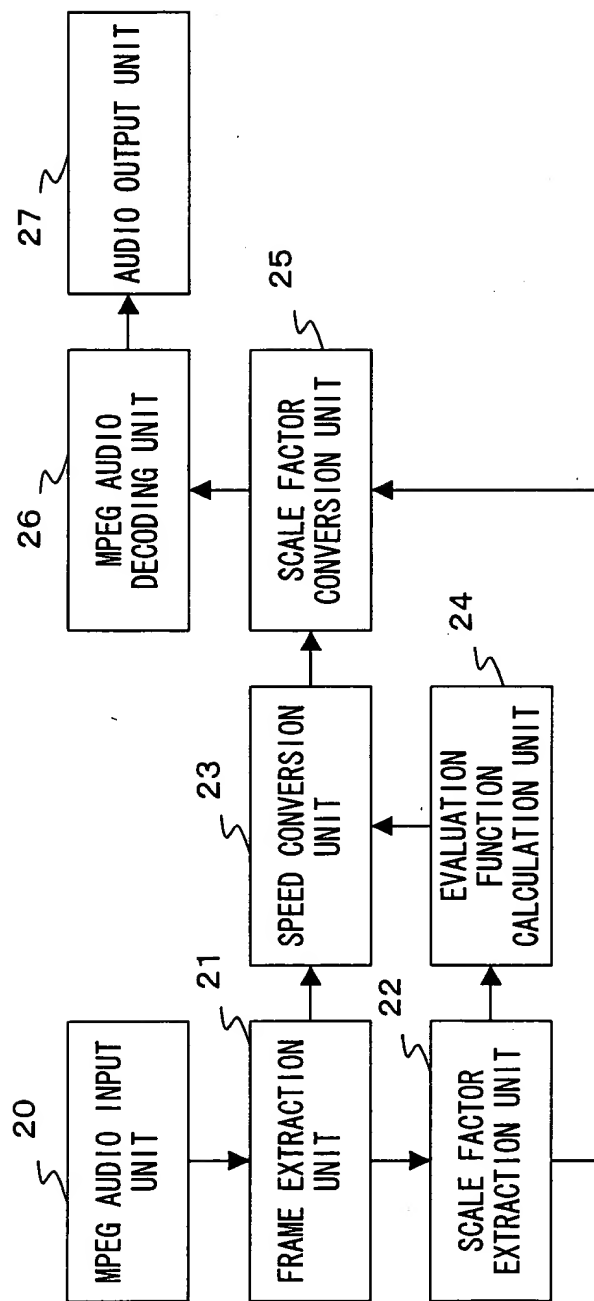 20
MPEG AUDIO INPUT
UNIT
21
FRAME EXTRACTION
UNIT
22
SCALE FACTOR
EXTRACTION UNIT
23
SPEED CONVERSION
UNIT
24
EVALUATION
FUNCTION
CALCULATION UNIT
25
SCALE FACTOR
CONVERSION UNIT
26
MPEG AUDIO
DECODING UNIT
27
AUDIO OUTPUT UNIT